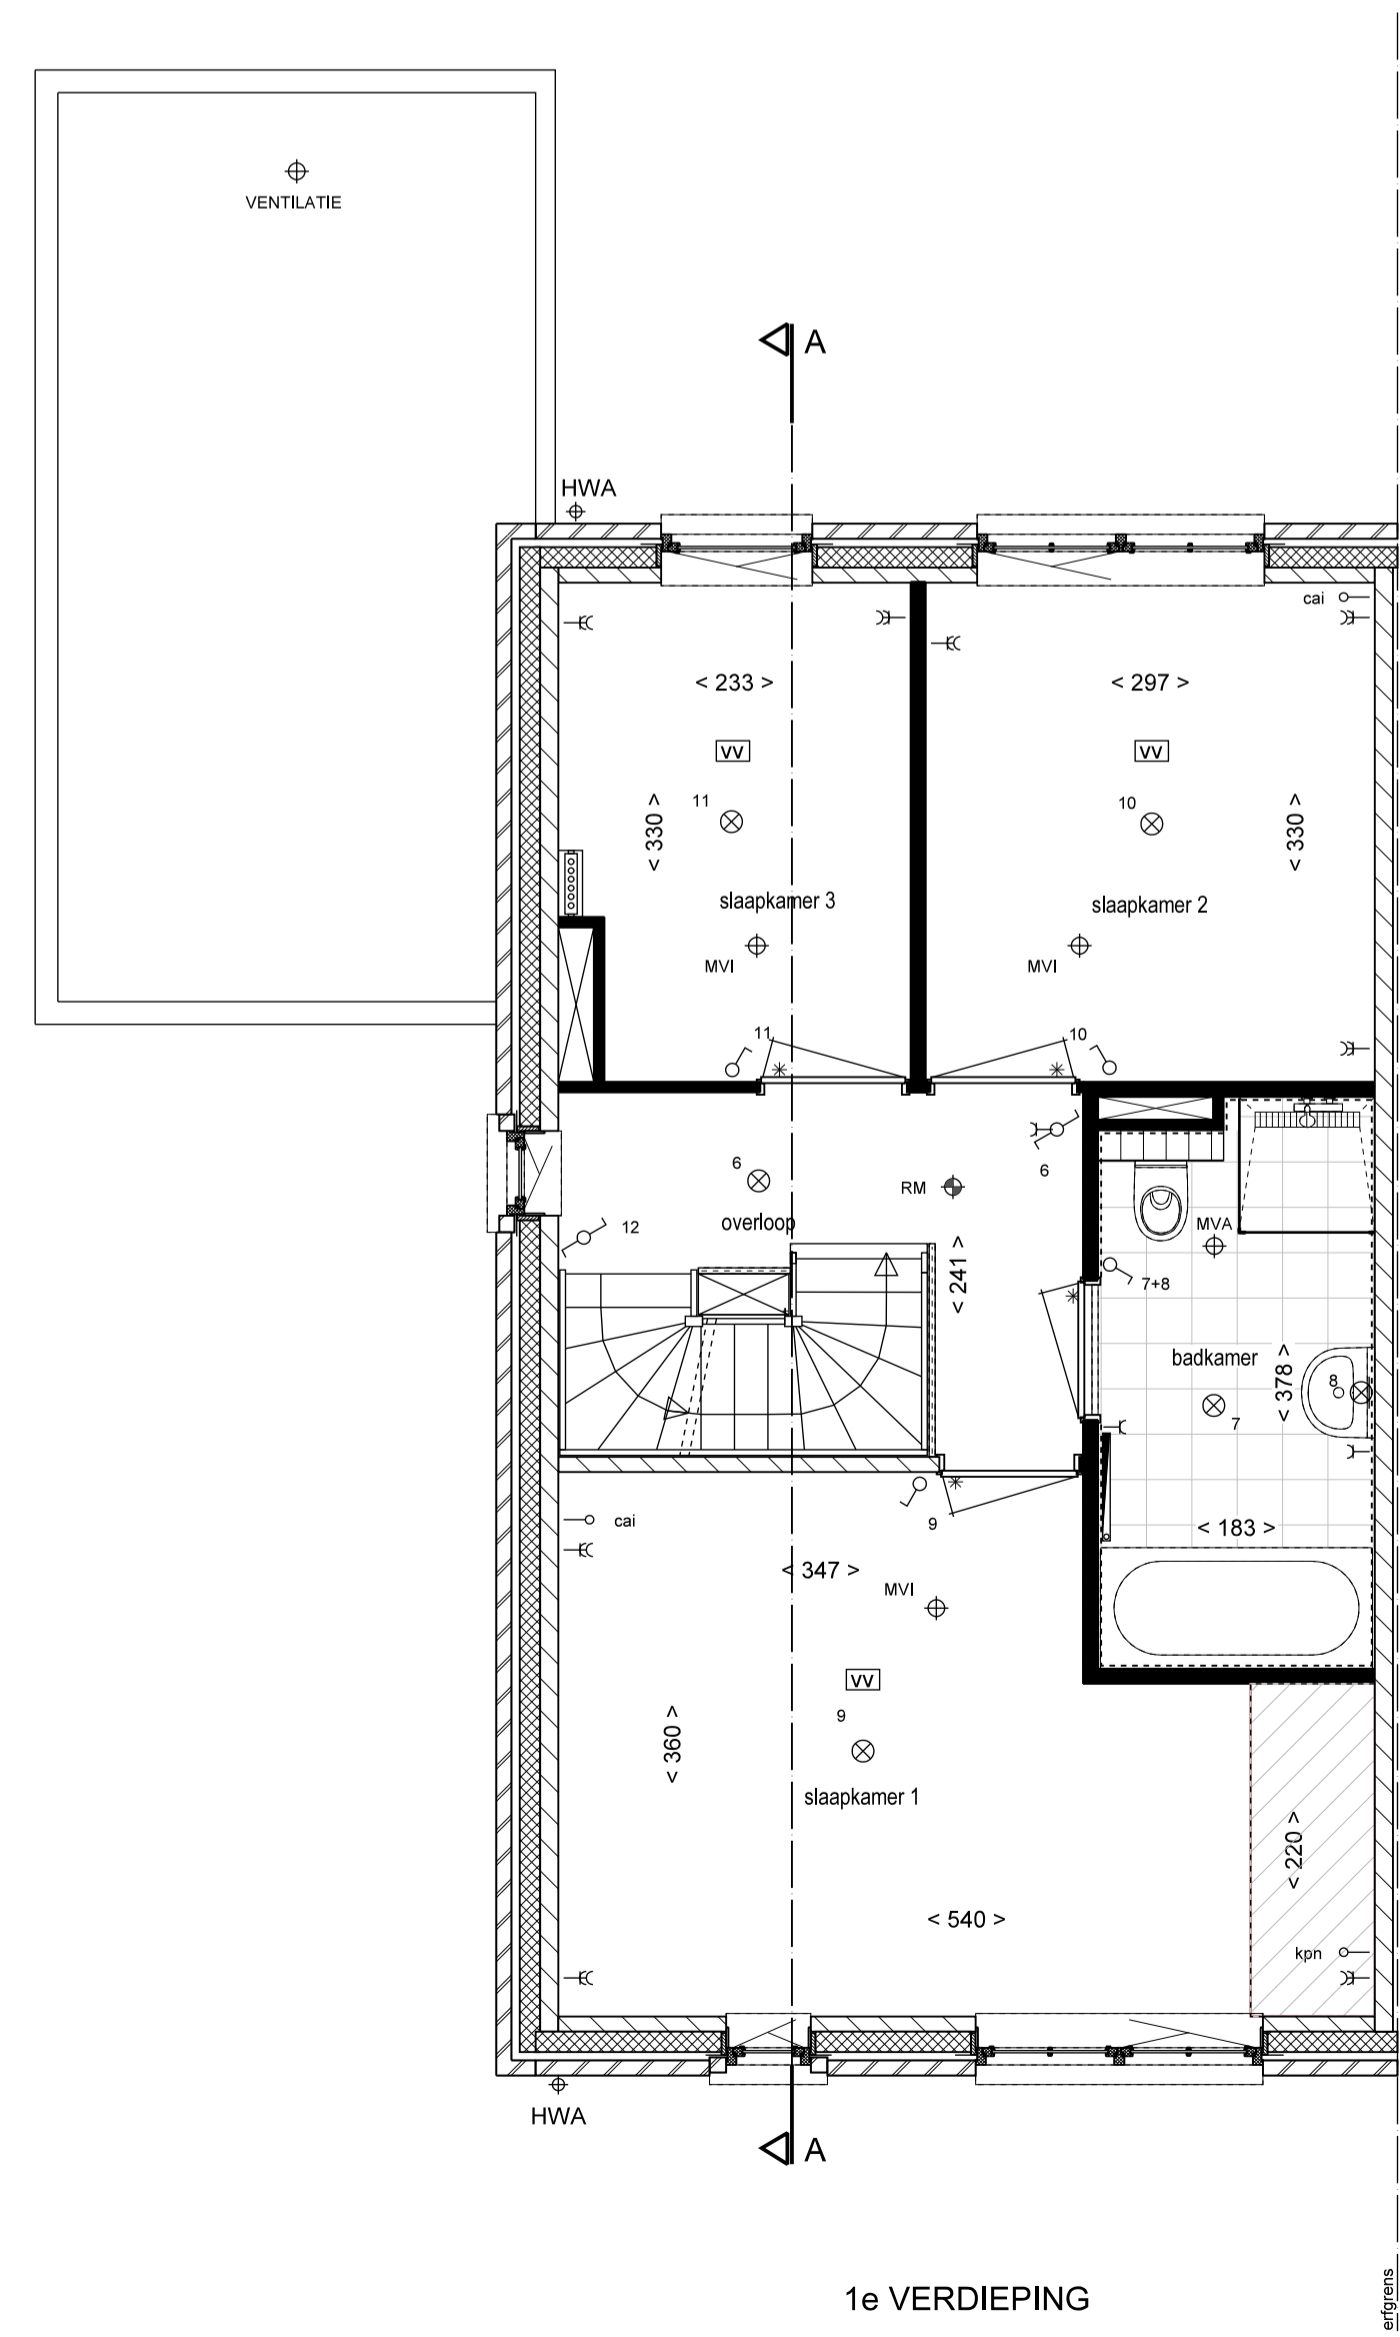 VENTILATIE
A
HWA
cai
< 233 >
< 297 >
VV
VV
11
10
< 330 >
< 330 >
slaapkamer 3
slaapkamer 2
MVI
MVI
11
10
6
6
RM
12
overloop
MVA
< 241 >
7+8
badkamer
< 378 >
8
7
cai
9
< 183 >
< 347 >
MVI
VV
9
< 360 >
slaapkamer 1
< 220 >
< 540 >
kpn
HWA
A
1e VERDIEPING
erfgrens